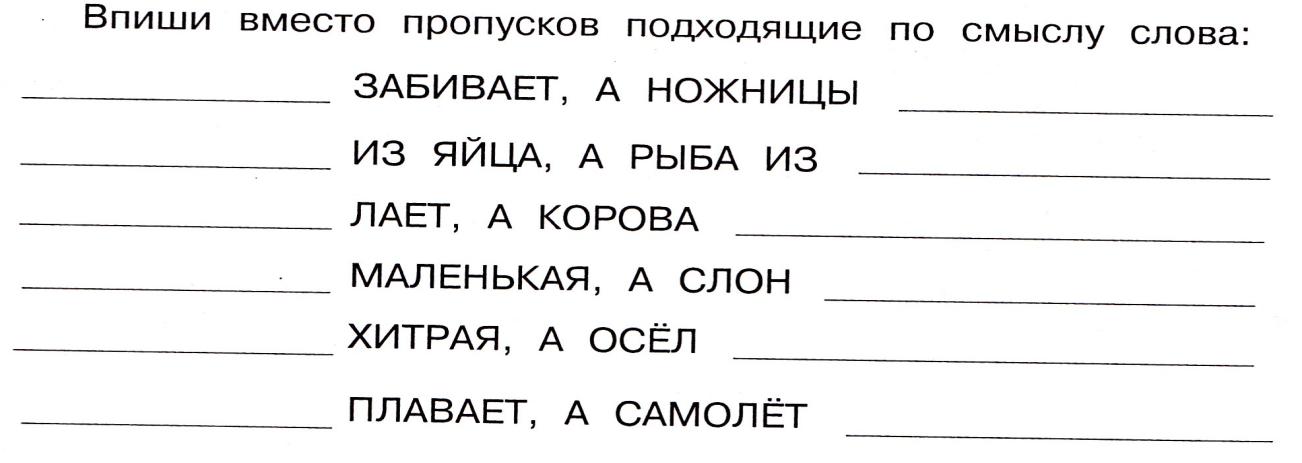 Впиши вместо пропусков подходящие по смыслу слова:
ЗАБИВАЕТ, А НОЖНИЦЫ
ИЗ ЯЙЦА, А РЫБА ИЗ
ЛАЕТ, А КОРОВА
МАЛЕНЬКАЯ, А СЛОН
ХИТРАЯ, А ОСЁЛ
ПЛАВАЕТ, А САМОЛЁТ